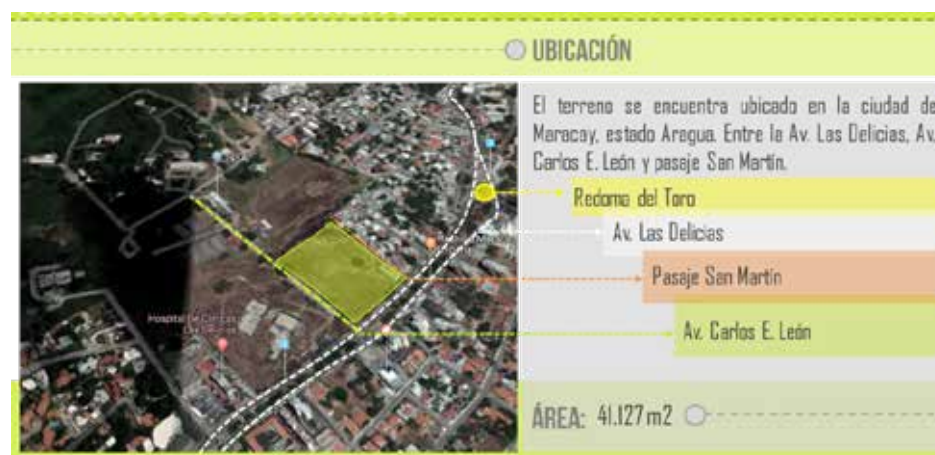 UBICACIÓN
El terreno se encuentra ubicado en la ciudad de
Maracay, estado Aragua. Entre la Av. Las Delicias, Av.
Carlos E. León y pasaje San Martín.
Redoma del Toro
Av. Las Delicias
Pasaje San Martín
Av. Carlos E. León
ÁREA: 41.127 m2